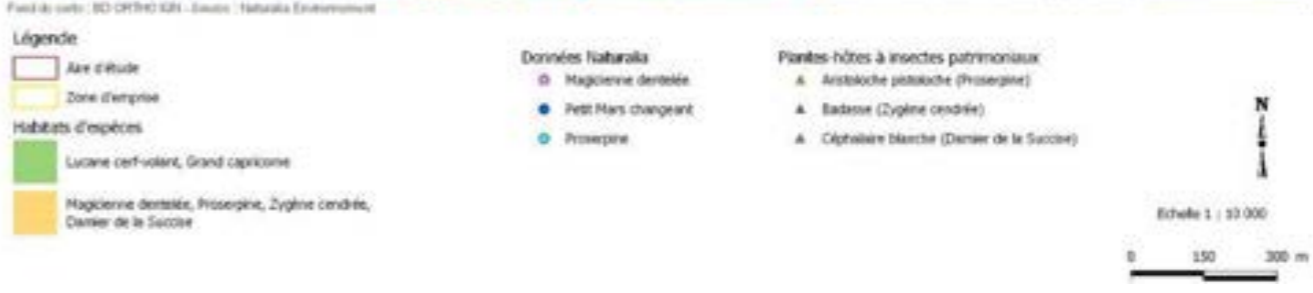 Fond de carte : BD ORTHO IGN - Source : Naturalia Environnement
Légende
Aire d'étude
Zone d'emprise
Habitats d'espèces
Lucane cerf-volant, Grand capricorne
Magicienne dentelée, Proserpine, Zygène cendrée,
Damier de la Succise
Données Naturalia
Magicienne dentelée
Petit Mars changeant
Proserpine
Plantes-hôtes à insectes patrimoniaux
Aristoloche pistoloche (Proserpine)
Badasse (Zygène cendrée)
Céphalaire blanche (Damier de la Succise)
N
Echelle 1 : 10 000
0 150 300 m